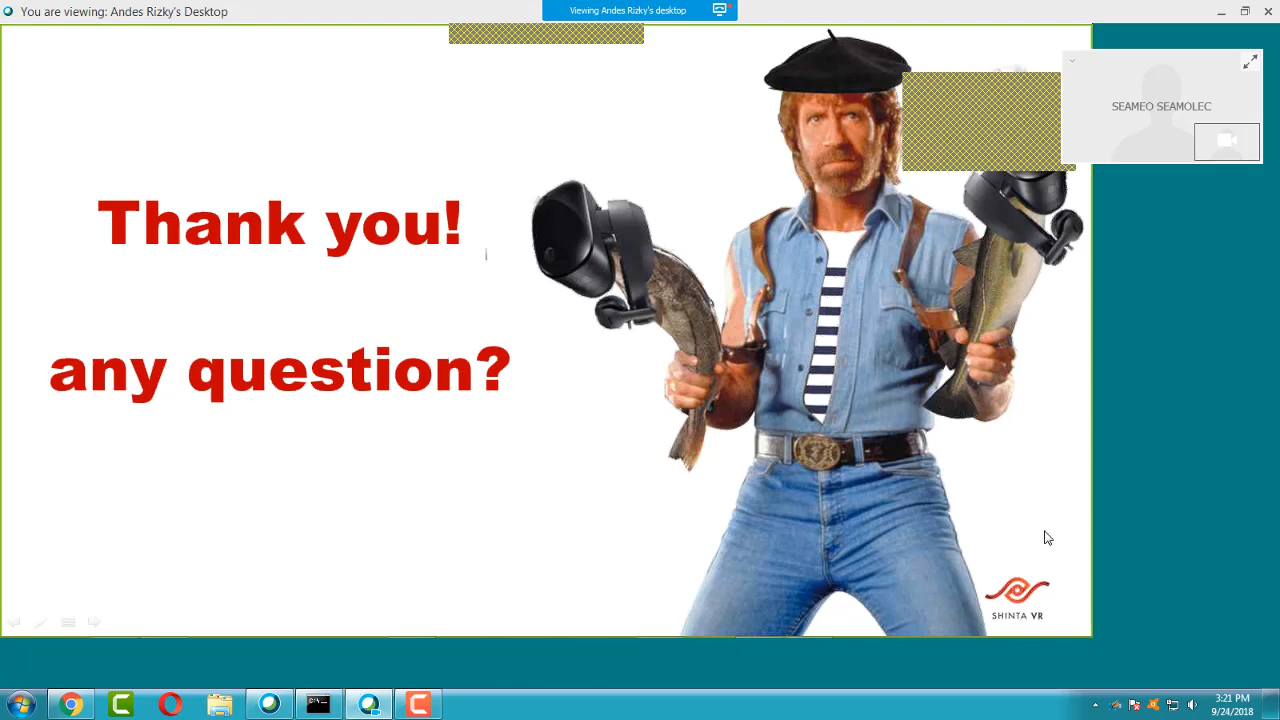 You are viewing: Andes Rizky's Desktop
Viewing Andes Rizky's desktop
SEAMEO SEAMOLEC
Thank you!
any question?
SHINTA VR
3:21 PM
9/24/2018